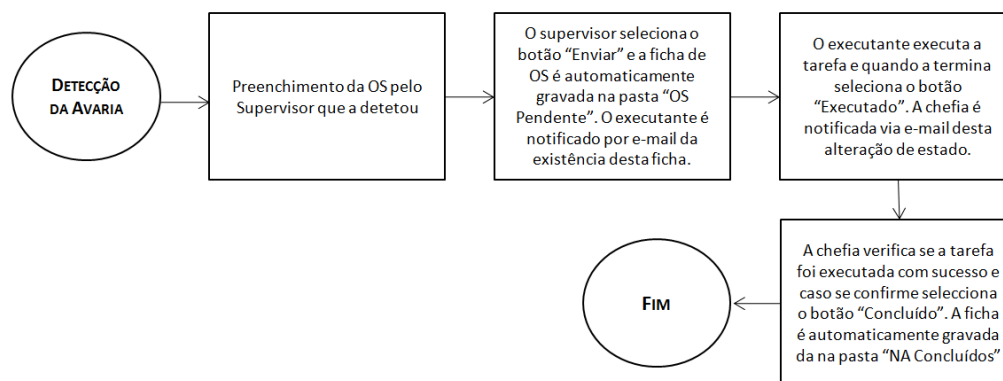 DETECÇÃO
DA AVARIA
Preenchimento da OS pelo
Supervisor que a detetou
O supervisor seleciona o
botão “Enviar” e a ficha de
OS é automaticamente
gravada na pasta “OS
Pendente”. O executante é
notificado por e-mail da
existência desta ficha.
O executante executa a
tarefa e quando a termina
seleciona o botão
“Executado”. A chefia é
notificada via e-mail desta
alteração de estado.
A chefia verifica se a tarefa
foi executada com sucesso e
caso se confirme selecciona
o botão “Concluído”. A ficha
é automaticamente gravada
da na pasta “NA Concluídos”
FIM